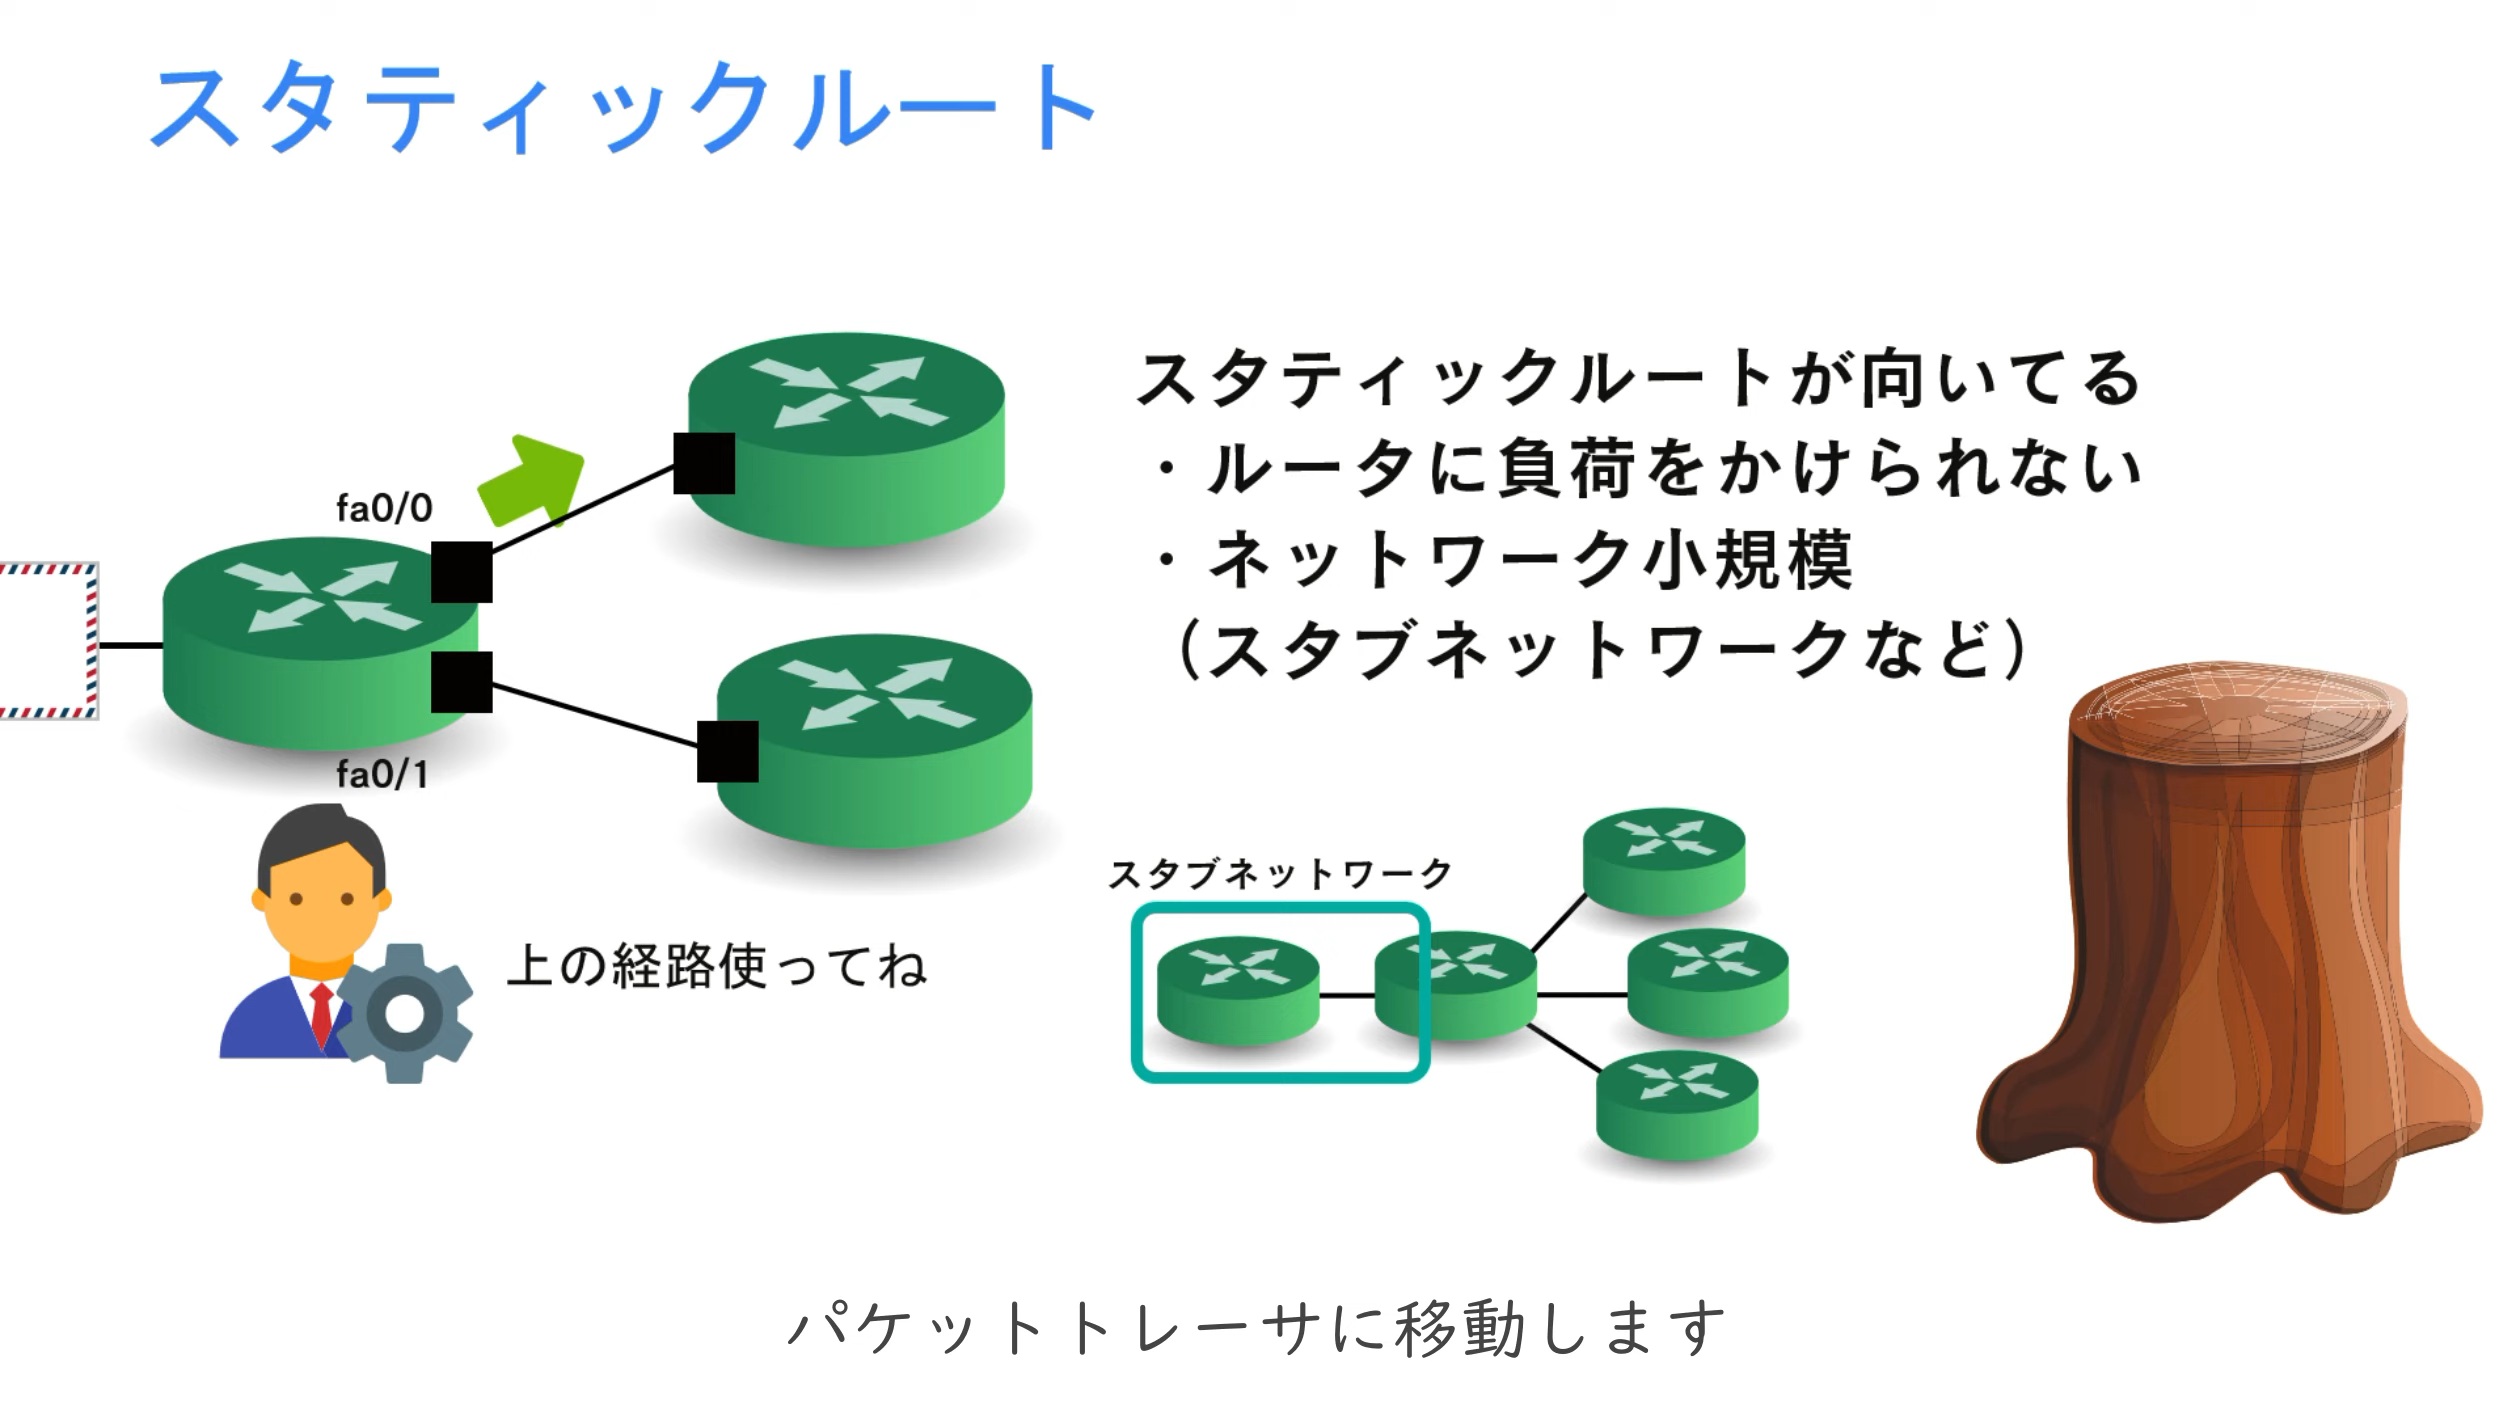 スタティックルート
fa0/0
fa0/1
上の経路使ってね
スタティックルートが向いてる
・ルータに負荷をかけられない
・ネットワーク小規模
（スタブネットワークなど）
スタブネットワーク
パケットトレーサに移動します